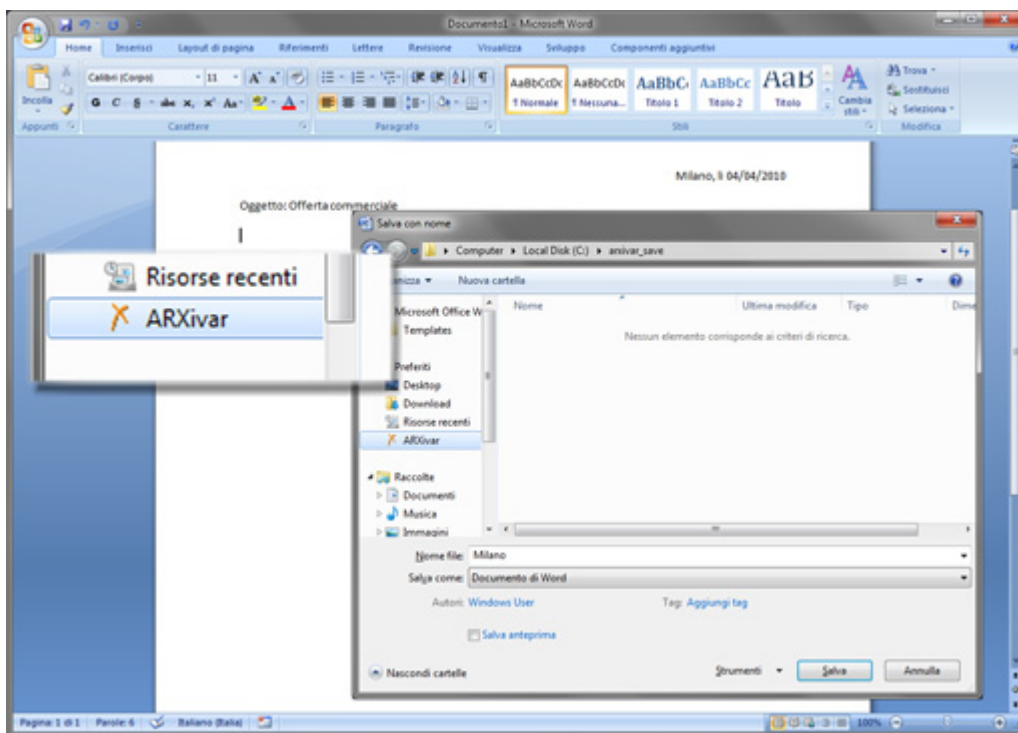 Documento1 - Microsoft Word
Home Inserisci Layout di pagina Riferimenti Lettere Revisione Visualizza Sviluppo Componenti aggiuntivi
Incolla
Calibri (Corpo) 11
G C S abc x, x² Aa
AaBbCcDc AaBbCcDc AaBbC AaBbCc AaB
¶ Normale ¶ Nessuna... Titolo 1 Titolo 2 Titolo
Cambia stili
Trova
Sostituisci
Seleziona
Appunti Carattere Paragrafo Stili Modifica
Milano, lì 04/04/2010
Oggetto: Offerta commerciale
Risorse recenti
ARXivar
Salva con nome
Computer Local Disk (C:) arxivar_save
Nuova cartella
Nome Ultima modifica Tipo Dime
Nessun elemento corrisponde ai criteri di ricerca.
Microsoft Office W
Templates
Preferiti
Desktop
Download
Risorse recenti
ARXivar
Raccolte
Documenti
Musica
Immagini
Nome file: Milano
Salva come: Documento di Word
Autori: Windows User Tag: Aggiungi tag
Salva anteprima
Nascondi cartelle Strumenti Salva Annulla
Pagina: 1 di 1 Parole: 6 Italiano (Italia) 100%